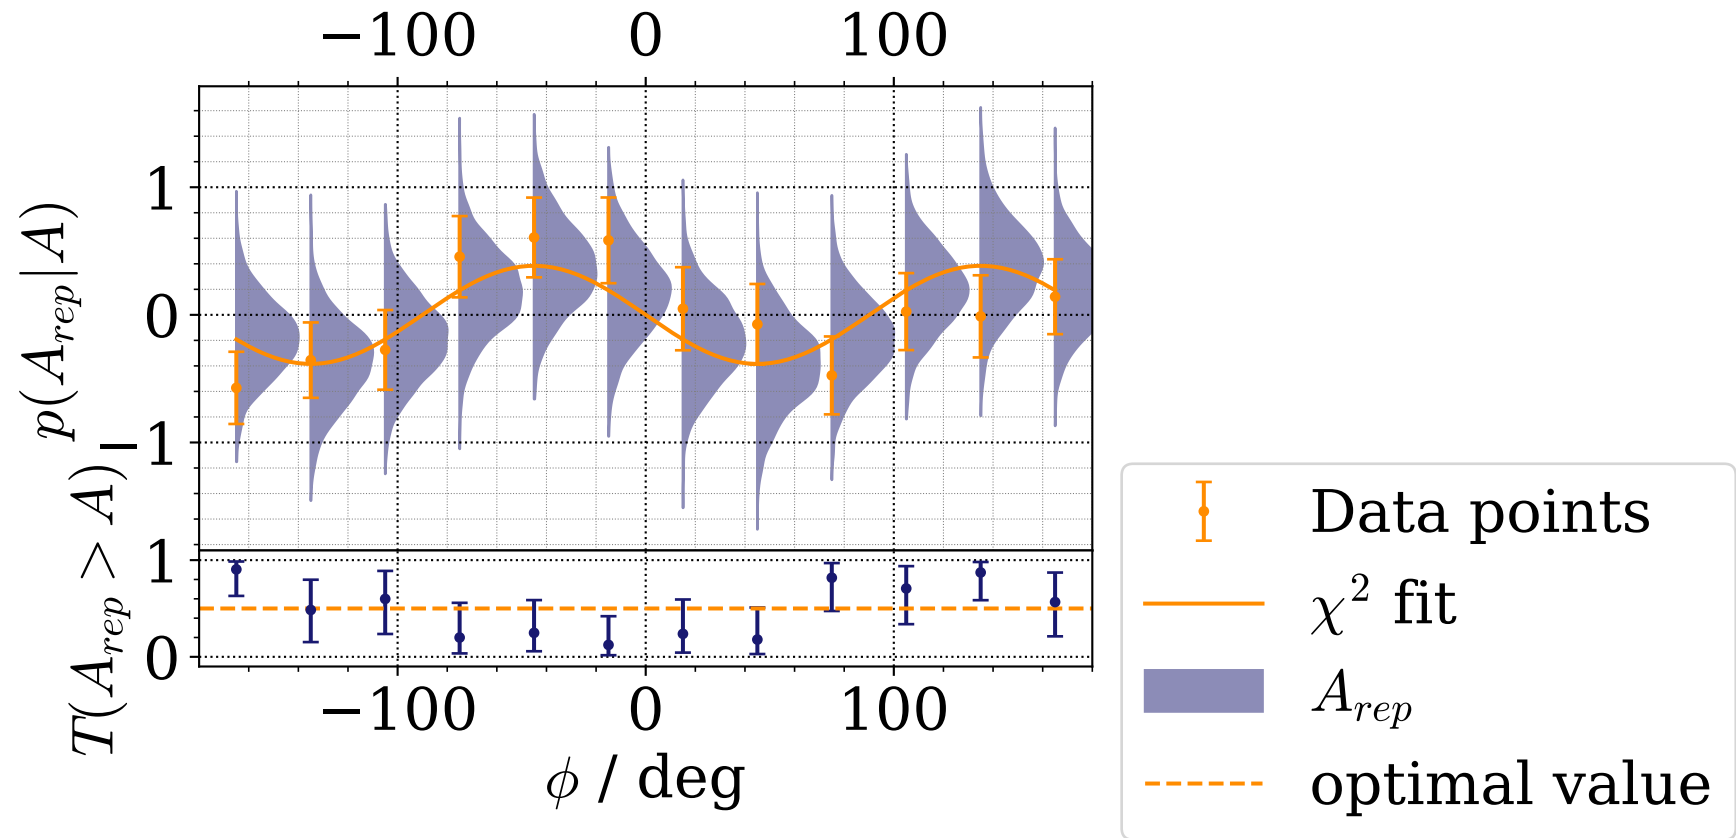 −100 0 100
p(A_rep|A)
1
0
−1
T(A_rep > A)
1
0
−100 0 100
ϕ / deg
Data points
χ² fit
A_rep
optimal value